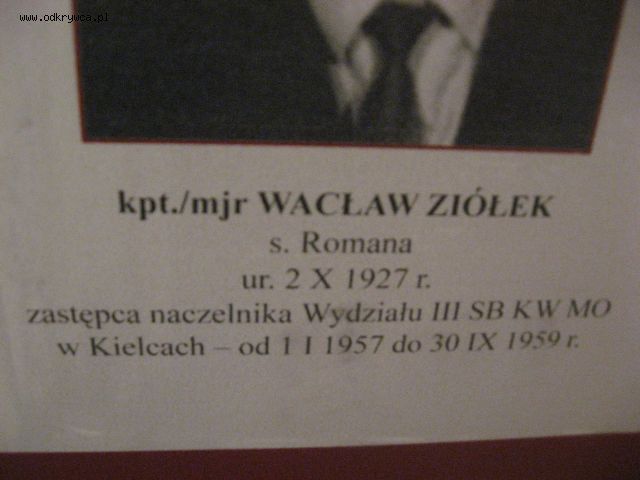 www.odkrywca.pl
kpt./mjr WACŁAW ZIÓŁEK
s. Romana
ur. 2 X 1927 r.
zastępca naczelnika Wydziału III SB KW MO
w Kielcach – od 1 I 1957 do 30 IX 1959 r.